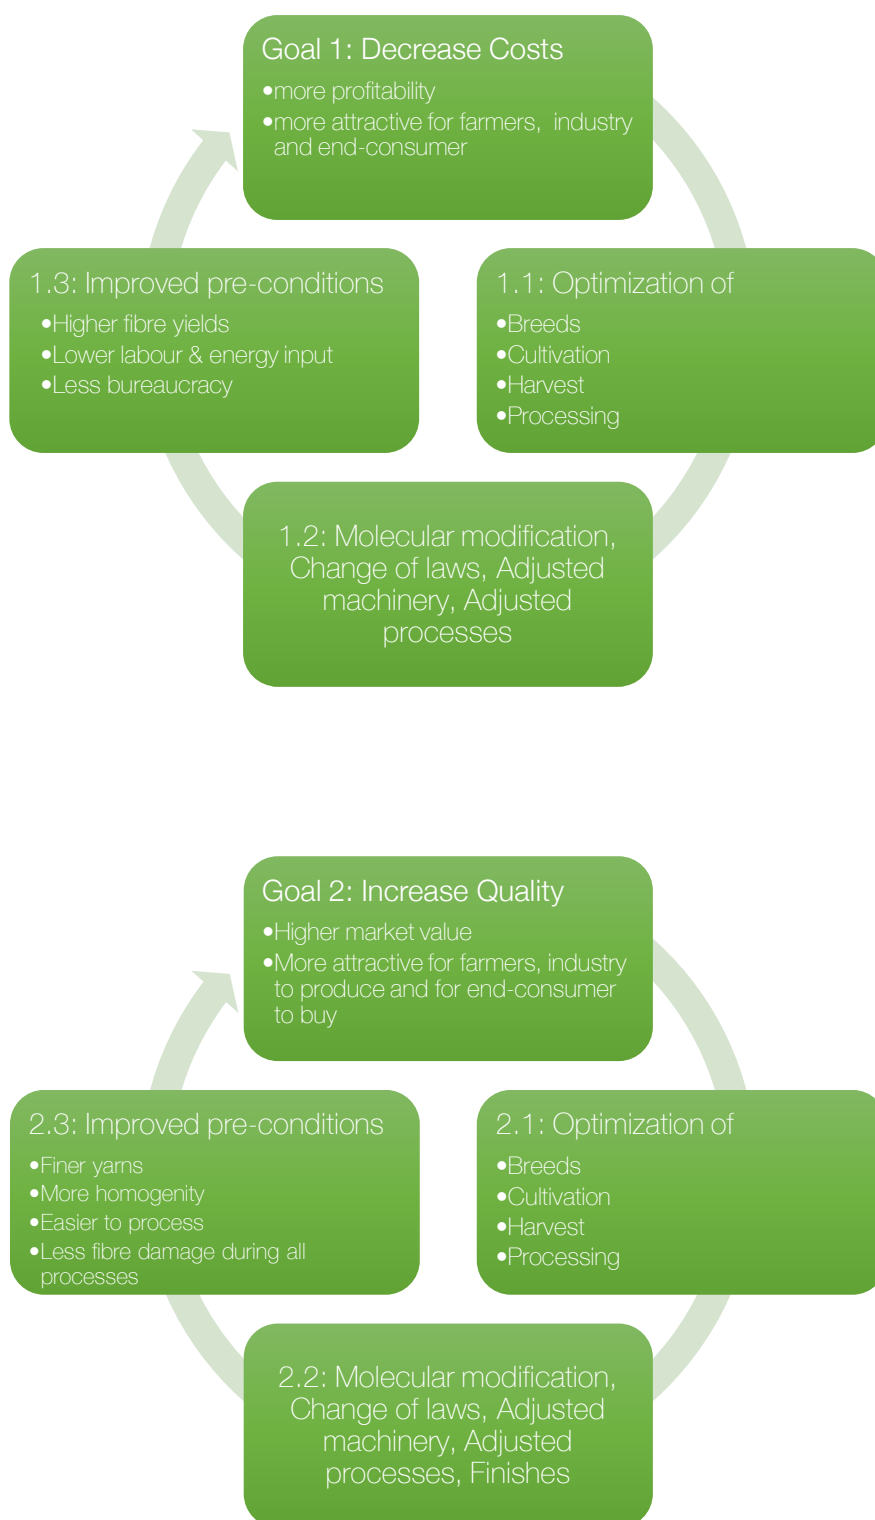 Goal 1: Decrease Costs
•more profitability
•more attractive for farmers, industry
and end-consumer
1.3: Improved pre-conditions
•Higher fibre yields
•Lower labour & energy input
•Less bureaucracy
1.1: Optimization of
•Breeds
•Cultivation
•Harvest
•Processing
1.2: Molecular modification,
Change of laws, Adjusted
machinery, Adjusted
processes
Goal 2: Increase Quality
•Higher market value
•More attractive for farmers, industry
to produce and for end-consumer
to buy
2.3: Improved pre-conditions
•Finer yarns
•More homogenity
•Easier to process
•Less fibre damage during all
processes
2.1: Optimization of
•Breeds
•Cultivation
•Harvest
•Processing
2.2: Molecular modification,
Change of laws, Adjusted
machinery, Adjusted
processes, Finishes